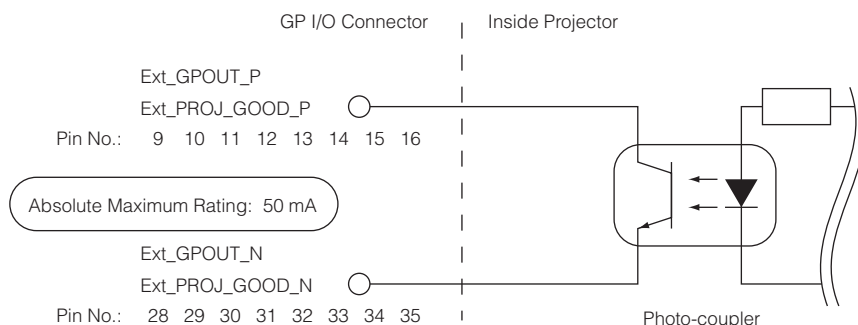 GP I/O Connector
Inside Projector
Ext_GPOUT_P
Ext_PROJ_GOOD_P
Pin No.: 9 10 11 12 13 14 15 16
Absolute Maximum Rating: 50 mA
Ext_GPOUT_N
Ext_PROJ_GOOD_N
Pin No.: 28 29 30 31 32 33 34 35
Photo-coupler